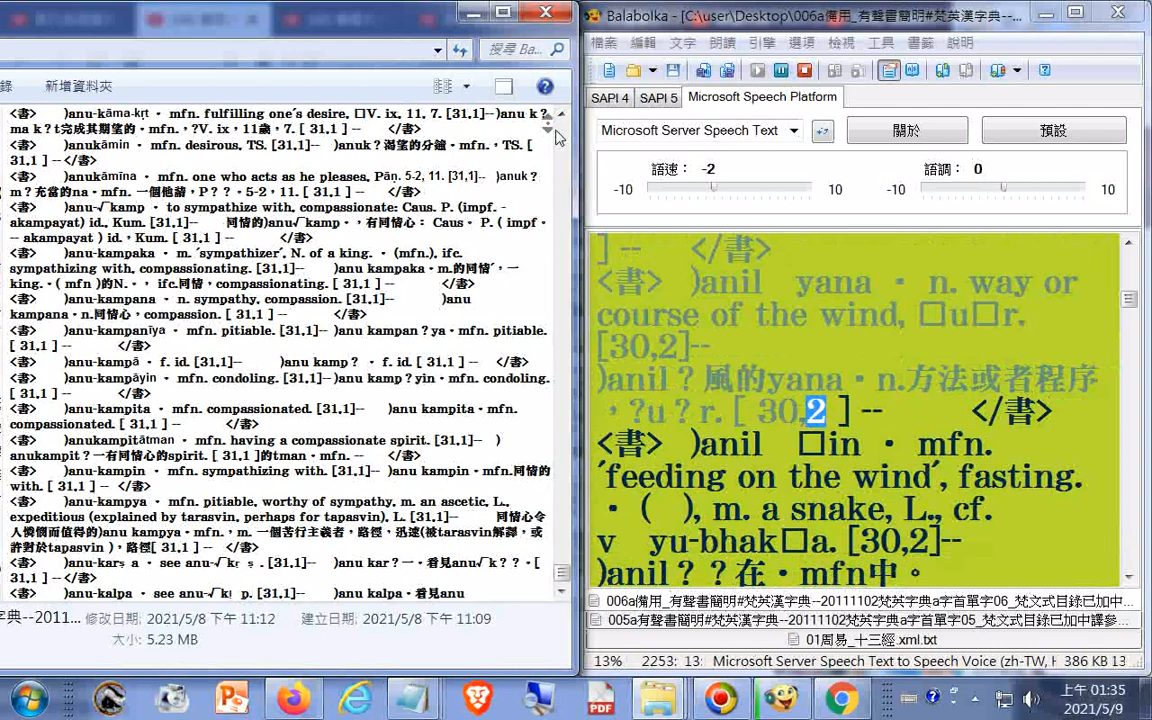 搜尋 Ba...
錄 新增資料夾
《書》 )anu-kāma-kṛt · mfn. fulfilling one's desire, □V. ix, 11, 7. [31,1]--)anu k?
ma k?t完成其期望的·mfn.,?V. ix,11歲,7. [ 31,1 ] -- </書>
《書》 )anukāmin · mfn. desirous, TS. [31,1]-- )anuk?渴望的分鐘·mfn.,TS. [
31,1 ] --</書>
《書》 )anukāmīna · mfn. one who acts as he pleases, Pāṇ. 5-2, 11. [31,1]-- )anuk?
m?充當的na·mfn.一個他請,P??·5-2,11. [ 31,1 ] -- </書>
《書》 )anu-√kamp · to sympathize with, compassionate: Caus. P. (impf. -
akampayat) id., Kum. [31,1]-- 同情的)anu√kamp·,有同情心: Caus· P. ( impf·
-- akampayat ) id., Kum. [ 31,1 ] -- </書>
《書》 )anu-kampaka · m. 'sympathizer', N. of a king. · (mfn.), ifc.
sympathizing with, compassionating. [31,1]-- )anu kampaka·m.的同情',一
king.·( mfn )的N.·, ifc.同情·compassionating. [ 31,1 ] -- </書>
《書》 )anu-kampana · n. sympathy, compassion. [31,1]-- )anu
kampana·n.同情心,compassion. [ 31,1 ] -- </書>
《書》 )anu-kampanīya · mfn. pitiable. [31,1]-- )anu kampan?ya·mfn. pitiable.
[ 31,1 ] -- </書>
《書》 )anu-kampā · f. id. [31,1]-- )anu kamp? · f. id. [ 31,1 ] -- </書>
《書》 )anu-kampāyin · mfn. condoling. [31,1]-- )anu kamp?yin·mfn. condoling.
[ 31,1 ] -- </書>
《書》 )anu-kampita · mfn. compassionated. [31,1]-- )anu kampita·mfn.
compassionated. [ 31,1 ] -- </書>
《書》 )anukampitātman · mfn. having a compassionate spirit. [31,1]-- )
anukampit?一有同情心的spirit. [ 31,1 ]的tman·mfn. -- </書>
《書》 )anu-kampin · mfn. sympathizing with. [31,1]-- )anu kampin·mfn.同情的
with. [ 31,1 ] -- </書>
《書》 )anu-kampya · mfn. pitiable, worthy of sympathy, m. an ascetic, L.,
expeditious (explained by tarasvin, perhaps for tapasvin), L. [31,1]-- 同情心令
人憐憫而值得的)anu kampya·mfn.,m. 一個苦行主義者,路徑,迅速(被tarasvin解釋,或
許對於tapasvin),路徑[ 31,1 ] -- </書>
《書》 )anu-karṣa · see anu-√kṛṣ. [31,1]-- )anu kar?一·看見anu√k??·[
31,1 ] -- </書>
《書》 )anu-kalpa · see anu-√kḷp. [31,1]-- )anu kalpa·看見anu
字典--2011... 修改日期: 2021/5/8 下午 11:12 建立日期: 2021/5/8 下午 11:09
大小: 5.23 MB
Balabolka - [C:\user\Desktop\006a備用_有聲書簡明#梵英漢字典--...
檔案 編輯 文字 朗讀 引擎 選項 檢視 工具 書籤 說明
SAPI 4 SAPI 5 Microsoft Speech Platform
Microsoft Server Speech Text 關於 預設
語速: -2 語調: 0
-10 10 -10 10
] -- </書>
《書》 )anil yana · n. way or
course of the wind, □u□r.
[30,2]--
)anil?風的yana·n.方法或者程序
,?u?r. [ 30,2 ] -- </書>
《書》 )anil □in · mfn.
'feeding on the wind', fasting.
· ( ), m. a snake, L., cf.
v yu-bhak□a. [30,2]--
)anil??在·mfn中。
006a備用_有聲書簡明#梵英漢字典--20111102梵英漢字典a字首單字06_梵文式目錄已加中...
005a有聲書簡明#梵英漢字典--20111102梵英漢字典a字首單字05_梵文式目錄已加中譯參...
01周易_十三經.xml.txt
13% 2253: 13: Microsoft Server Speech Text to Speech Voice (zh-TW, H 386 KB 13
PDF
上午 01:35
2021/5/9